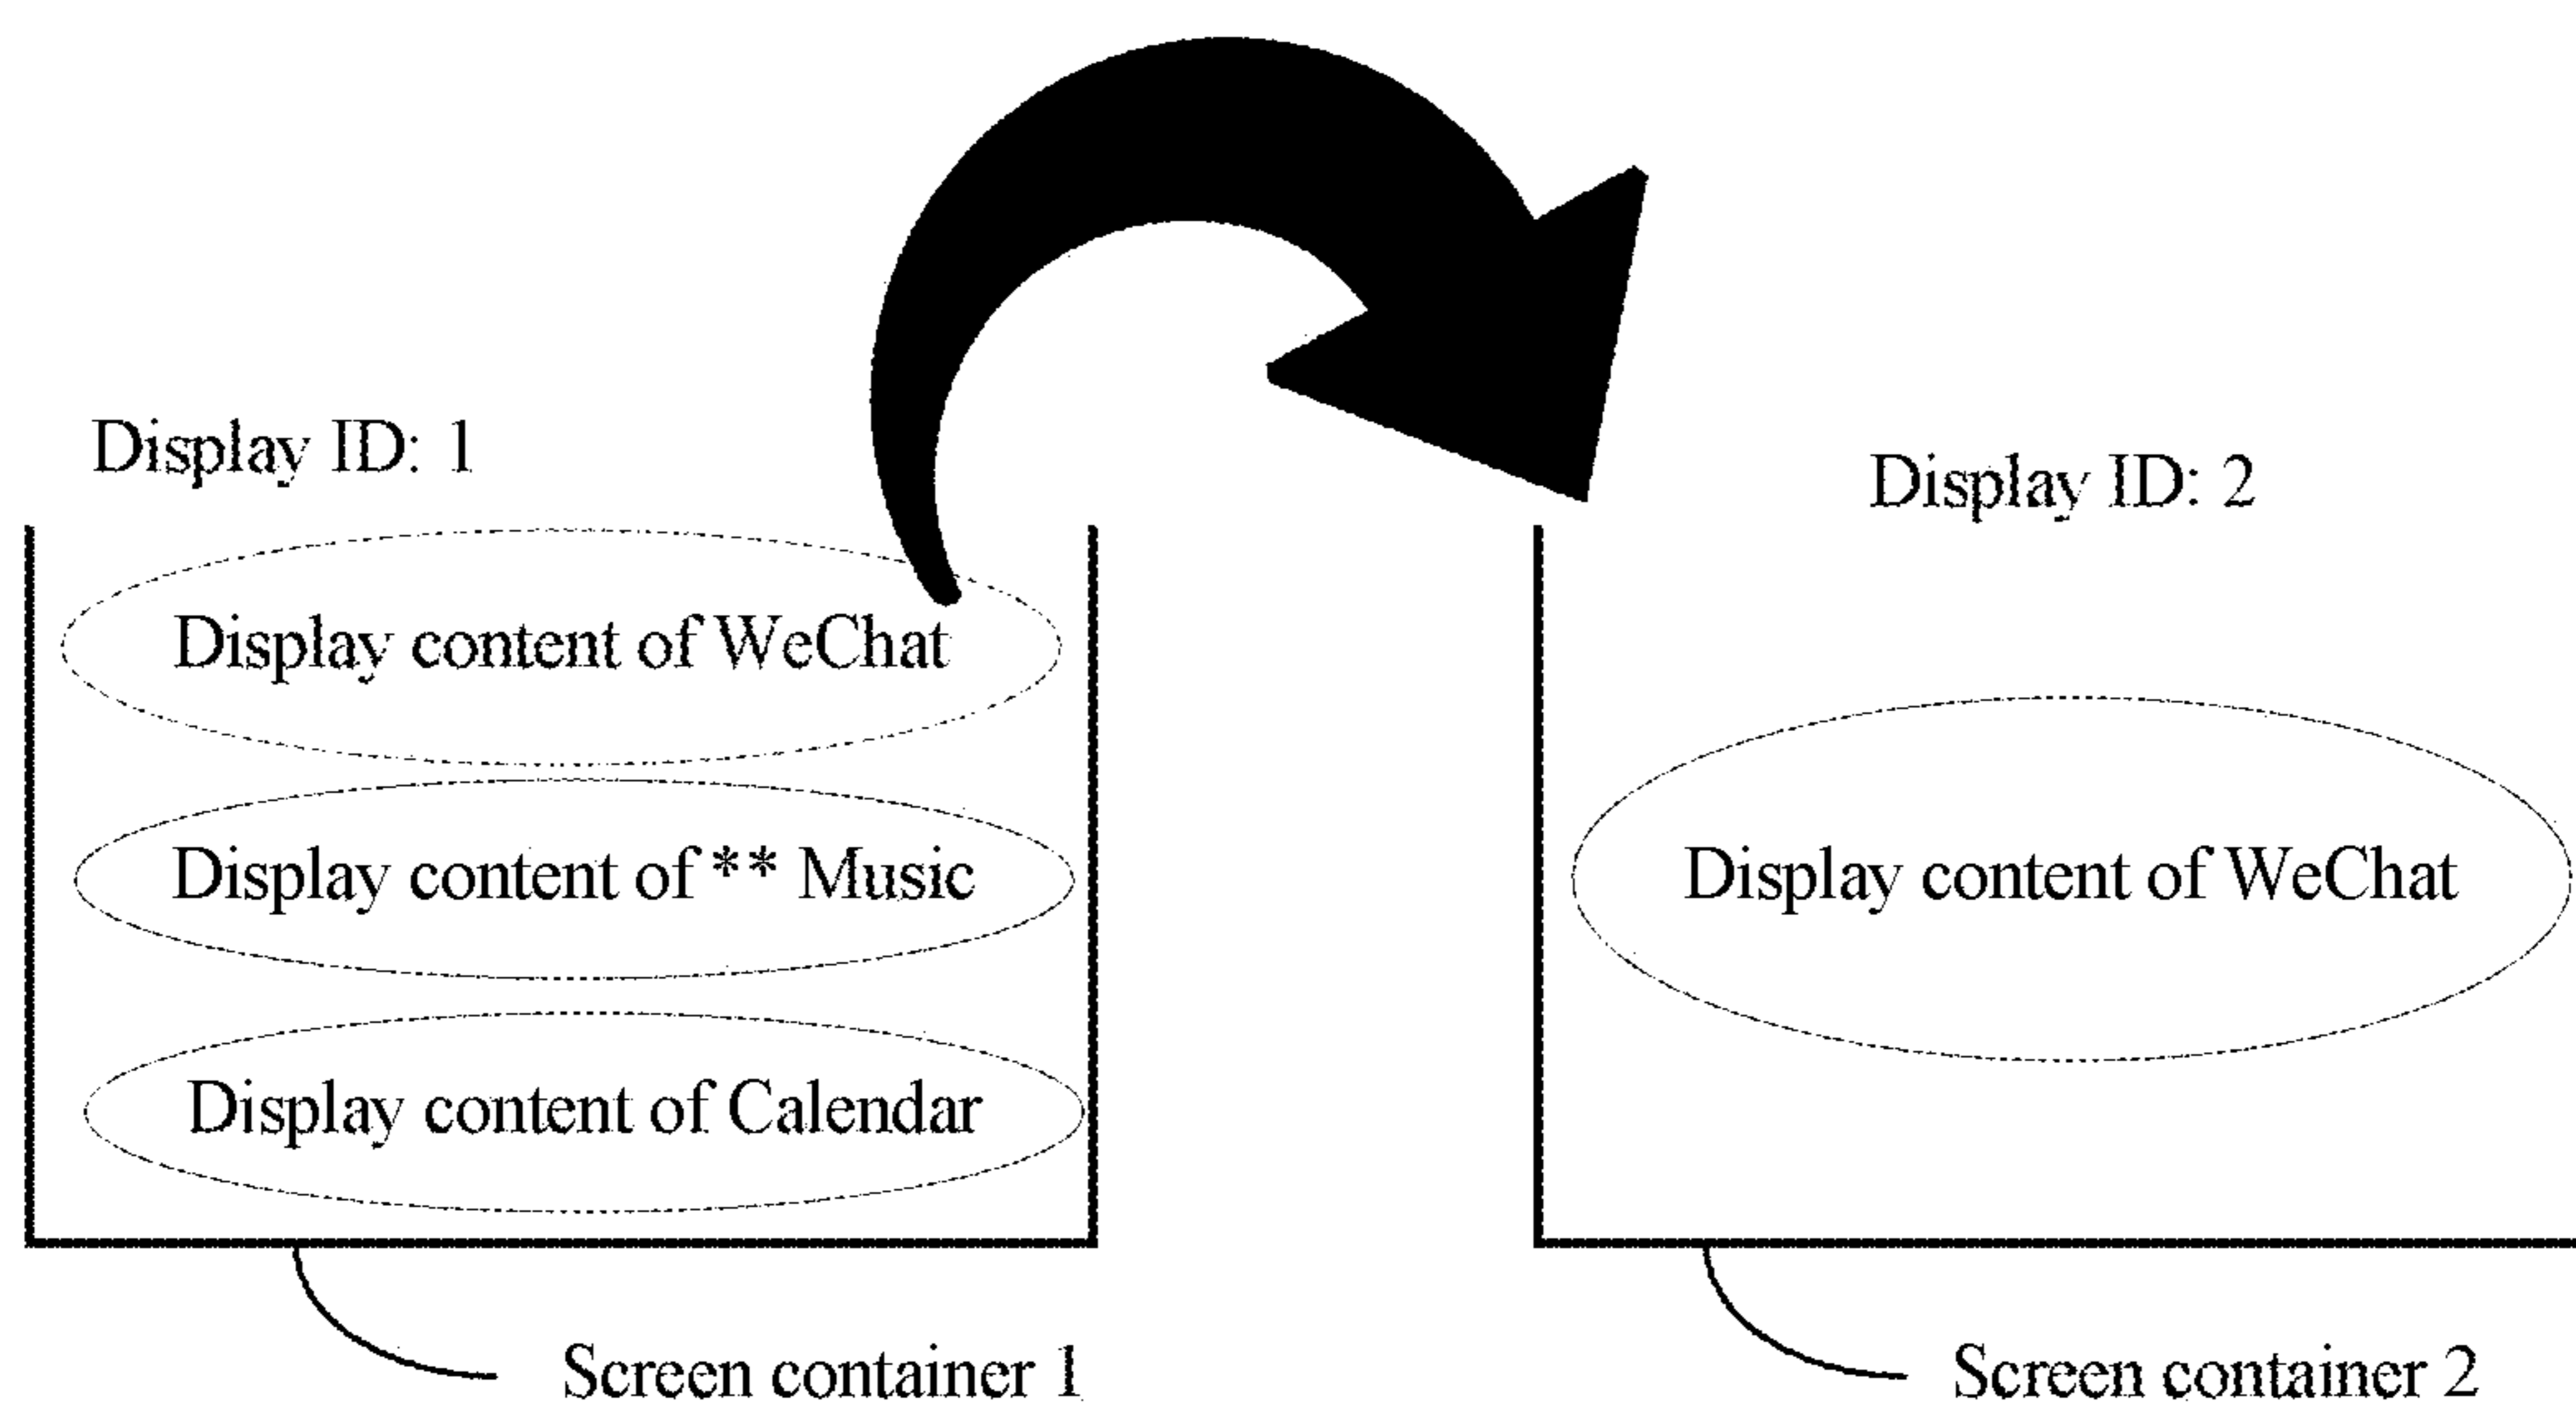 Display ID: 1
Display content of WeChat
Display content of ** Music
Display content of Calendar
Screen container 1
Display ID: 2
Display content of WeChat
Screen container 2